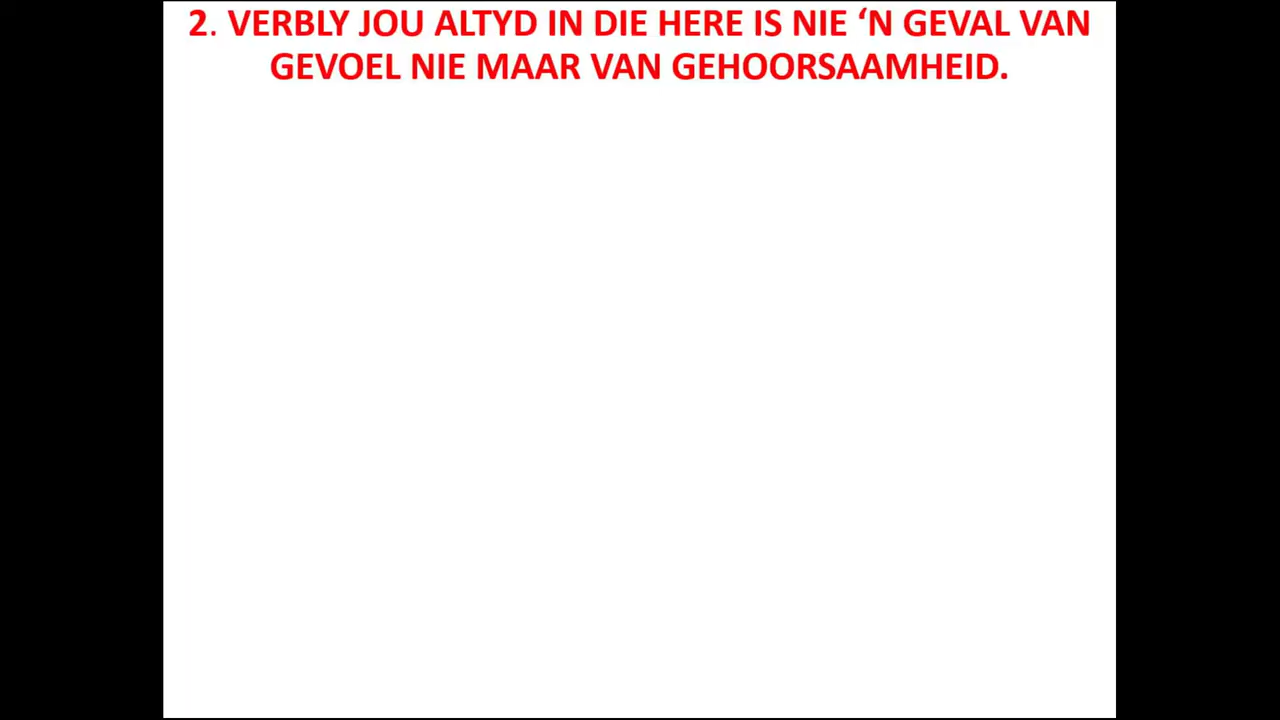 2. VERBLY JOU ALTYD IN DIE HERE IS NIE ‘N GEVAL VAN
GEVOEL NIE MAAR VAN GEHOORSAAMHEID.